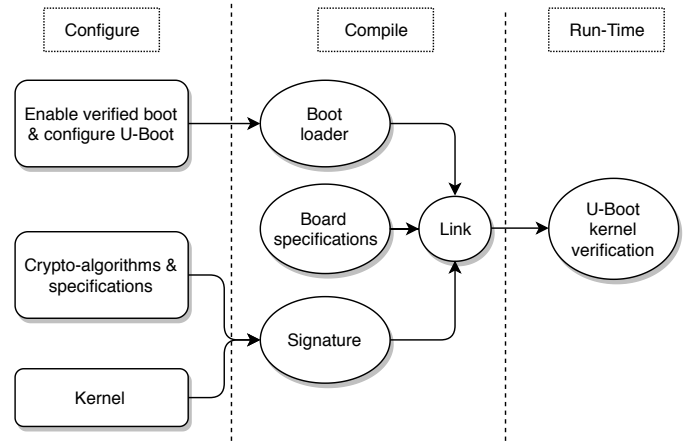 Configure
Compile
Run-Time
Enable verified boot
& configure U-Boot
Boot
loader
Board
specifications
Link
U-Boot
kernel
verification
Crypto-algorithms &
specifications
Signature
Kernel